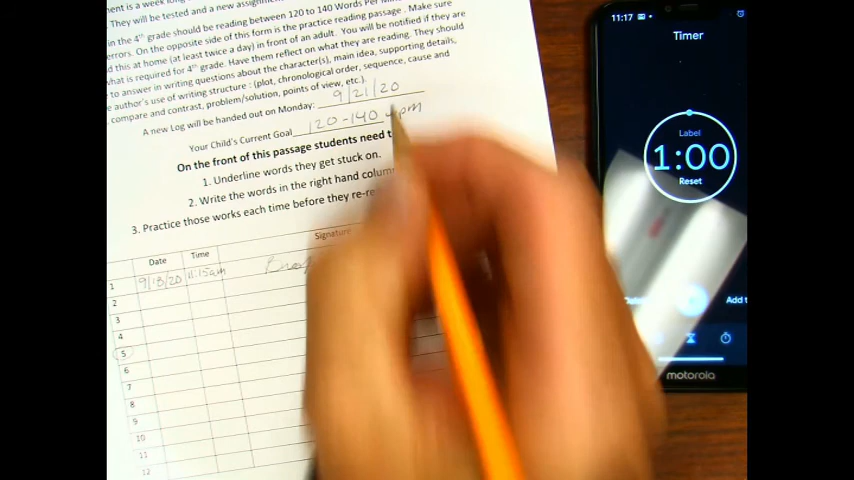 ment is a week long
They will be tested and a new assignment
in the 4th grade should be reading between 120 to 140 Words Per Min
errors. On the opposite side of this form is the practice reading passage. Make sure
d this at home (at least twice a day) in front of an adult. You will be notified if they are
what is required for 4th grade. Have them reflect on what they are reading. They should
to answer in writing questions about the character(s), main idea, supporting details,
e author's use of writing structure : (plot, chronological order, sequence, cause and
, compare and contrast, problem/solution, points of view, etc.).
A new Log will be handed out on Monday: 9/21/20
Your Child's Current Goal 120-140 wpm
On the front of this passage students need t
1. Underline words they get stuck on.
2. Write the words in the right hand colum
3. Practice those works each time before they re-re
Date Time Signature
1 9/18/20 11:15am
2
3
4
5
6
7
8
9
10
11
12
11:17
Timer
Label
1:00
Reset
Add t
motorola